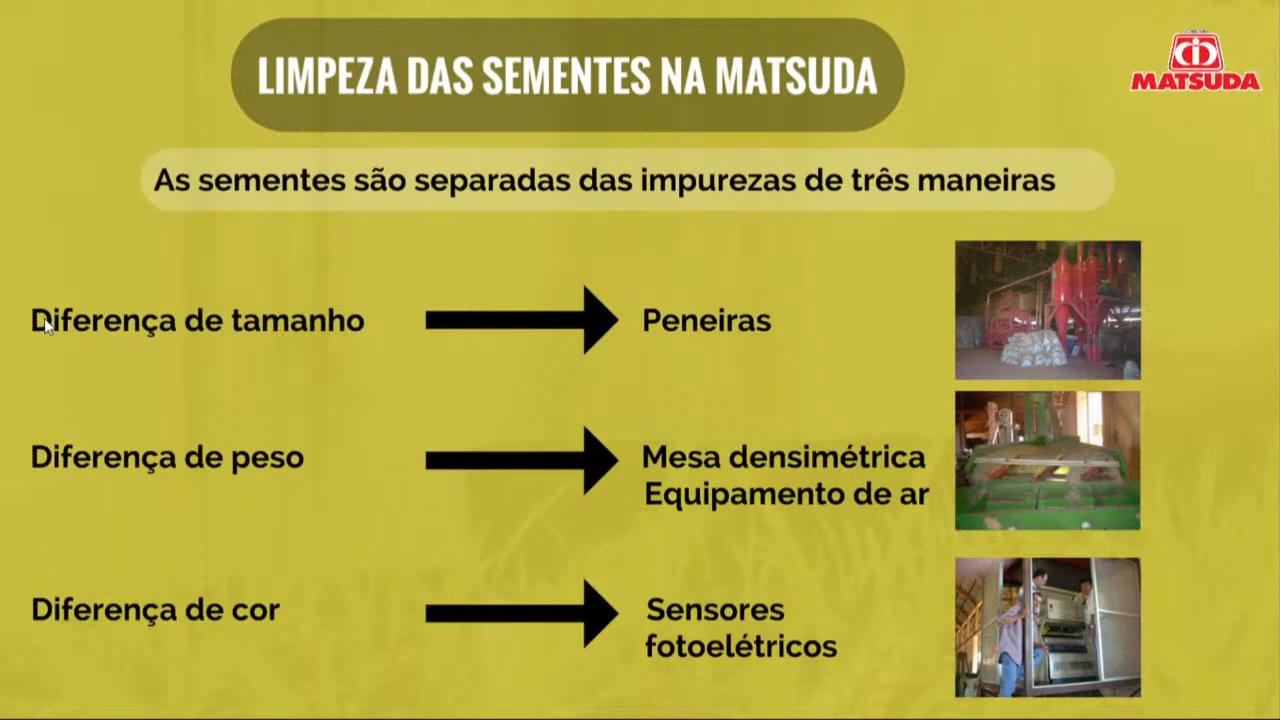 LIMPEZA DAS SEMENTES NA MATSUDA
MATSUDA
As sementes são separadas das impurezas de três maneiras
Diferença de tamanho
Peneiras
Diferença de peso
Mesa densimétrica
Equipamento de ar
Diferença de cor
Sensores
fotoelétricos